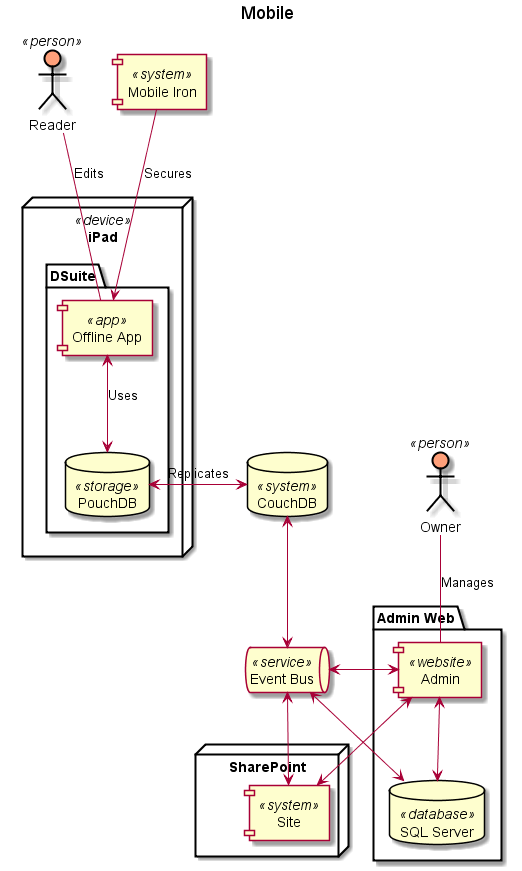 Mobile
«person»
Reader
«system»
Mobile Iron
Edits
Secures
«device»
iPad
DSuite
«app»
Offline App
Uses
«storage»
PouchDB
Replicates
«system»
CouchDB
«person»
Owner
Manages
Admin Web
«service»
Event Bus
«website»
Admin
SharePoint
«system»
Site
«database»
SQL Server